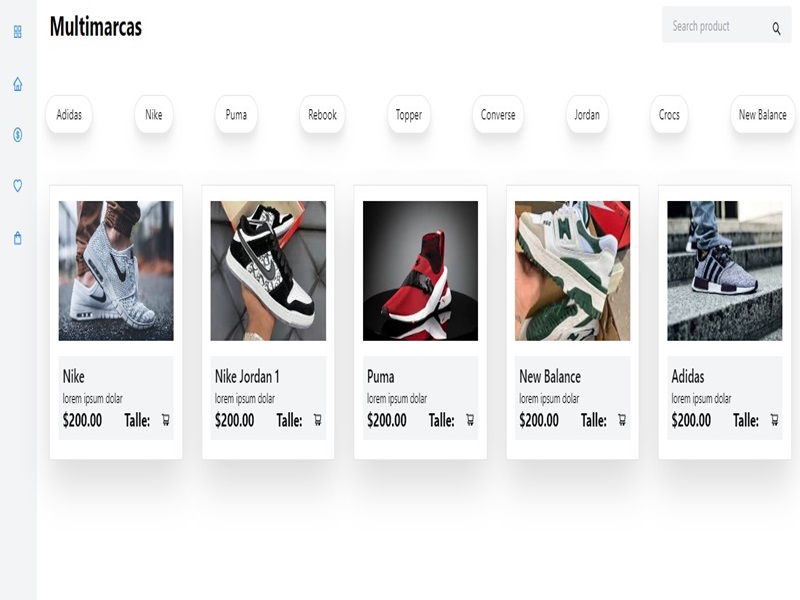 Multimarcas
Search product
Adidas
Nike
Puma
Rebook
Topper
Converse
Jordan
Crocs
New Balance
Nike
lorem ipsum dolar
$200.00 Talle:
Nike Jordan 1
lorem ipsum dolar
$200.00 Talle:
Puma
lorem ipsum dolar
$200.00 Talle:
New Balance
lorem ipsum dolar
$200.00 Talle:
Adidas
lorem ipsum dolar
$200.00 Talle: